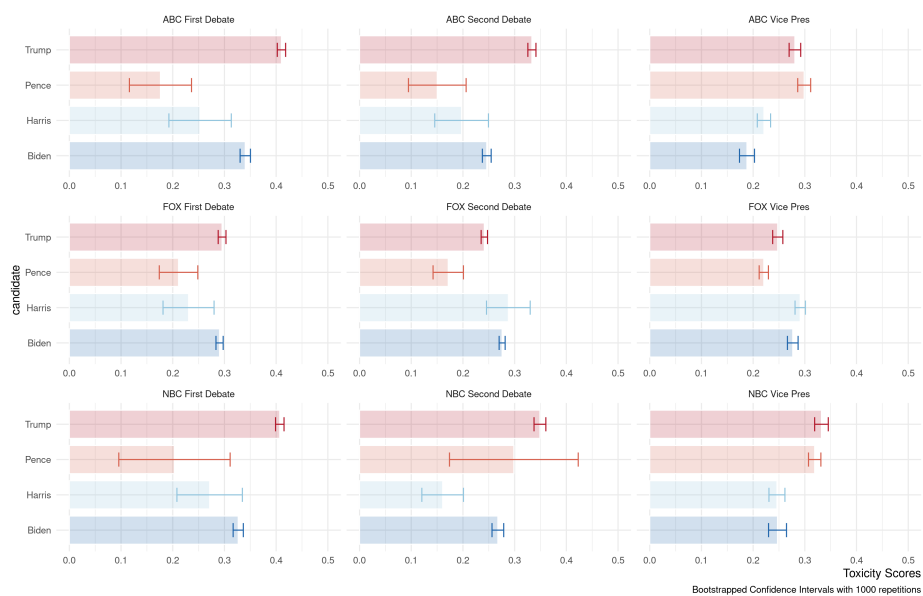 ABC First Debate
ABC Second Debate
ABC Vice Pres
Trump
Pence
Harris
Biden
0.0 0.1 0.2 0.3 0.4 0.5
0.0 0.1 0.2 0.3 0.4 0.5
0.0 0.1 0.2 0.3 0.4 0.5
FOX First Debate
FOX Second Debate
FOX Vice Pres
candidate
Trump
Pence
Harris
Biden
0.0 0.1 0.2 0.3 0.4 0.5
0.0 0.1 0.2 0.3 0.4 0.5
0.0 0.1 0.2 0.3 0.4 0.5
NBC First Debate
NBC Second Debate
NBC Vice Pres
Trump
Pence
Harris
Biden
0.0 0.1 0.2 0.3 0.4 0.5
0.0 0.1 0.2 0.3 0.4 0.5
0.0 0.1 0.2 0.3 0.4 0.5
Toxicity Scores
Bootstrapped Confidence Intervals with 1000 repetitions